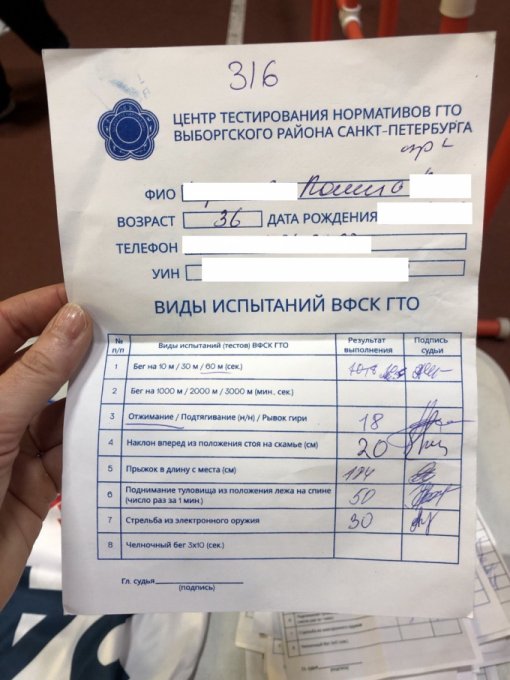 316
ЦЕНТР ТЕСТИРОВАНИЯ НОРМАТИВОВ ГТО
ВЫБОРГСКОГО РАЙОНА САНКТ-ПЕТЕРБУРГА
ФИО
ВОЗРАСТ 36 ДАТА РОЖДЕНИЯ
ТЕЛЕФОН
УИН
ВИДЫ ИСПЫТАНИЙ ВФСК ГТО
№ п/п Виды испытаний (тестов) ВФСК ГТО Результат выполнения Подпись судьи
1 Бег на 10 м / 30 м / 60 м (сек.)
2 Бег на 1000 м / 2000 м / 3000 м (мин., сек.)
3 Отжимание / Подтягивание (н/н) / Рывок гири 18
4 Наклон вперед из положения стоя на скамье (см) 20
5 Прыжок в длину с места (см)
6 Поднимание туловища из положения лежа на спине (число раз за 1 мин.) 50
7 Стрельба из электронного оружия 30
8 Челночный бег 3х10 (сек.)
Гл. судья
(подпись)